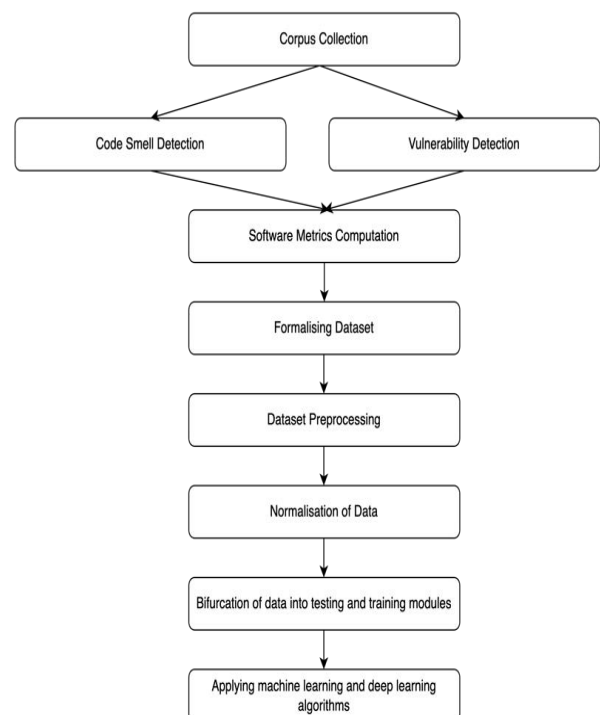 Corpus Collection
Code Smell Detection
Vulnerability Detection
Software Metrics Computation
Formalising Dataset
Dataset Preprocessing
Normalisation of Data
Bifurcation of data into testing and training modules
Applying machine learning and deep learning
algorithms